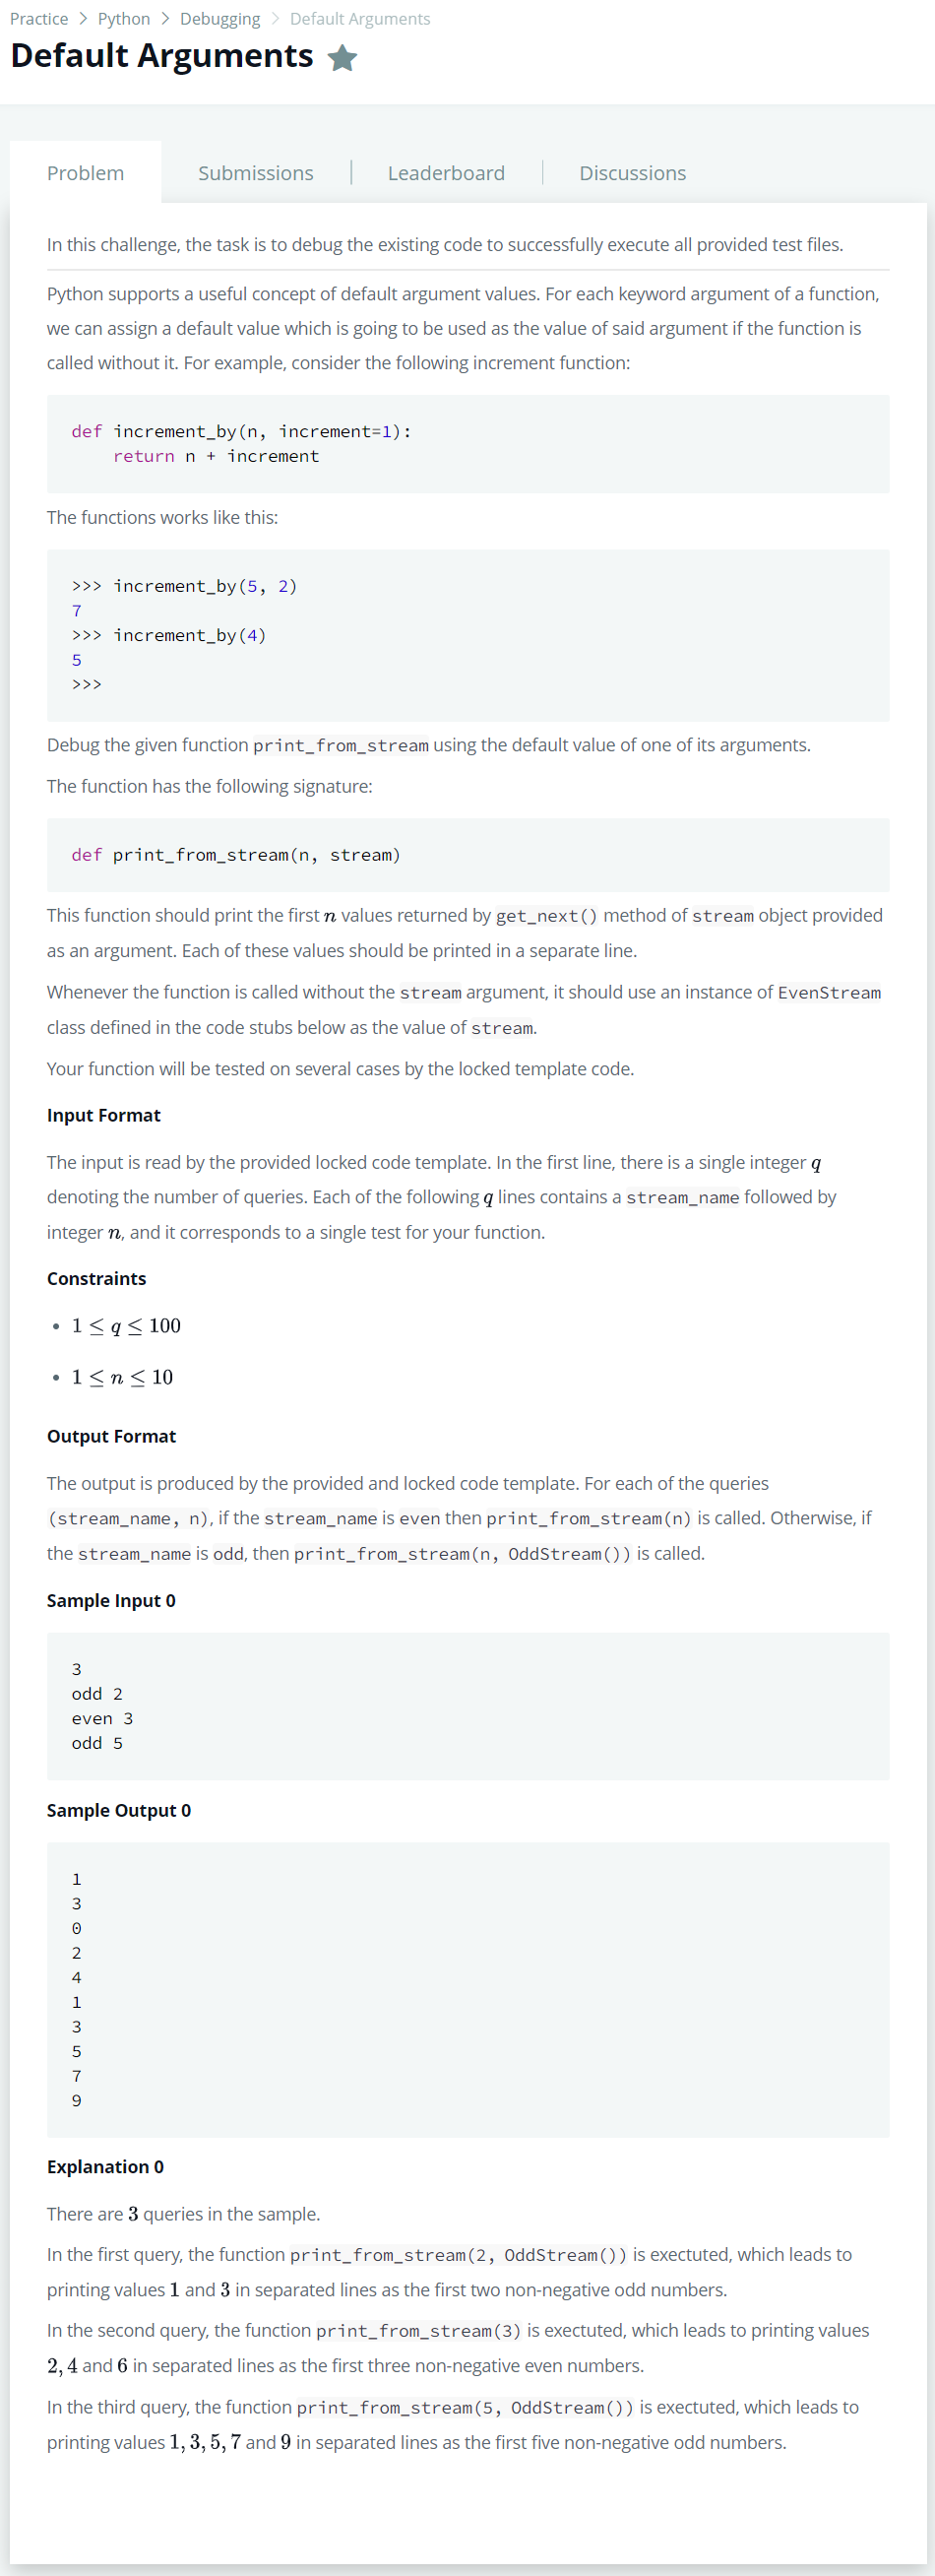 Practice > Python > Debugging > Default Arguments
Default Arguments
Problem
Submissions
Leaderboard
Discussions
In this challenge, the task is to debug the existing code to successfully execute all provided test files.
Python supports a useful concept of default argument values. For each keyword argument of a function,
we can assign a default value which is going to be used as the value of said argument if the function is
called without it. For example, consider the following increment function:
def increment_by(n, increment=1):
    return n + increment
The functions works like this:
>>> increment_by(5, 2)
7
>>> increment_by(4)
5
>>>
Debug the given function print_from_stream using the default value of one of its arguments.
The function has the following signature:
def print_from_stream(n, stream)
This function should print the first n values returned by get_next() method of stream object provided
as an argument. Each of these values should be printed in a separate line.
Whenever the function is called without the stream argument, it should use an instance of EvenStream
class defined in the code stubs below as the value of stream.
Your function will be tested on several cases by the locked template code.
Input Format
The input is read by the provided locked code template. In the first line, there is a single integer q
denoting the number of queries. Each of the following q lines contains a stream_name followed by
integer n, and it corresponds to a single test for your function.
Constraints
• 1 ≤ q ≤ 100
• 1 ≤ n ≤ 10
Output Format
The output is produced by the provided and locked code template. For each of the queries
(stream_name, n), if the stream_name is even then print_from_stream(n) is called. Otherwise, if
the stream_name is odd, then print_from_stream(n, OddStream()) is called.
Sample Input 0
3
odd 2
even 3
odd 5
Sample Output 0
1
3
0
2
4
1
3
5
7
9
Explanation 0
There are 3 queries in the sample.
In the first query, the function print_from_stream(2, OddStream()) is exectuted, which leads to
printing values 1 and 3 in separated lines as the first two non-negative odd numbers.
In the second query, the function print_from_stream(3) is exectuted, which leads to printing values
2, 4 and 6 in separated lines as the first three non-negative even numbers.
In the third query, the function print_from_stream(5, OddStream()) is exectuted, which leads to
printing values 1, 3, 5, 7 and 9 in separated lines as the first five non-negative odd numbers.